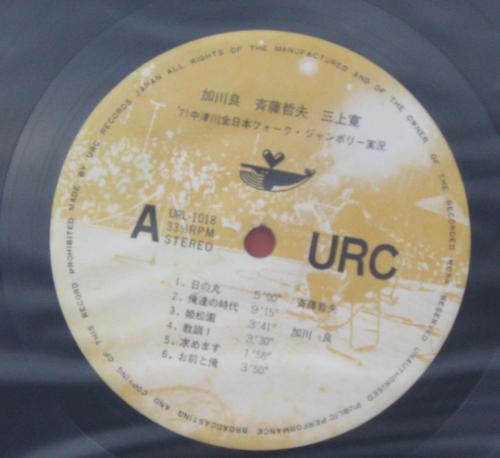 COPYING OF THIS RECORD PROHIBITED MADE BY URC RECORDS JAPAN ALL RIGHTS OF THE MANUFACTURED AND OF THE OWNER OF THE RECORDED WORK RESERVED UNAUTHORISED PUBLIC PERFORMANCE BROADCASTING AND
加川良 斉藤哲夫 三上寛
'71中津川全日本フォーク・ジャンボリー実況
A
URL-1018
33⅓RPM
STEREO
URC
1. 日の丸 5'00" 斉藤哲夫
2. 俺達の時代 9'15"
3. 姫松園 3'41" 加川 良
4. 教訓I 3'30"
5. 求めます 1'58"
6. お前と俺 3'50"